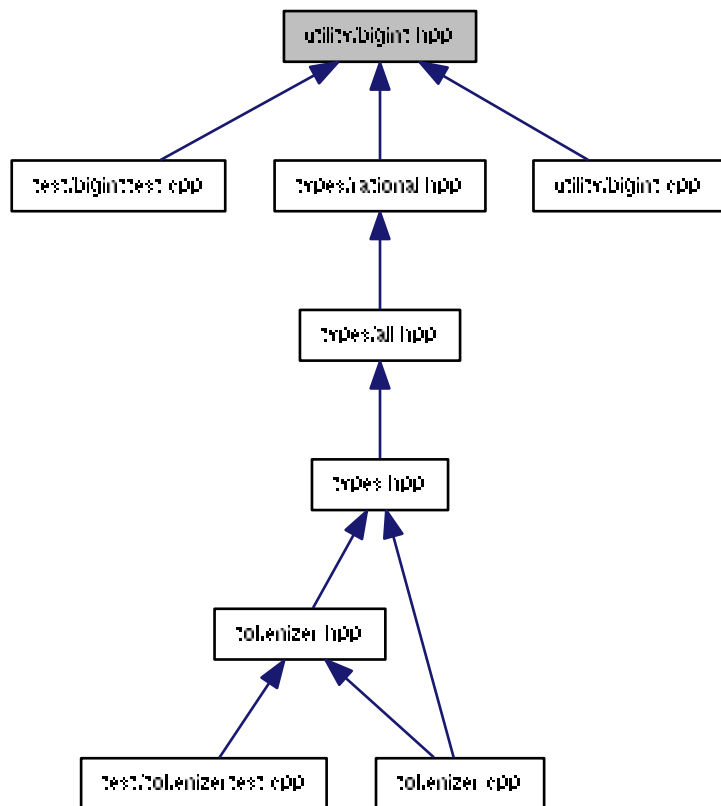 utility/bigint.hpp
test/biginttest.cpp
types/rational.hpp
utility/bigint.cpp
types/all.hpp
types.hpp
tokenizer.hpp
test/tokenizertest.cpp
tokenizer.cpp